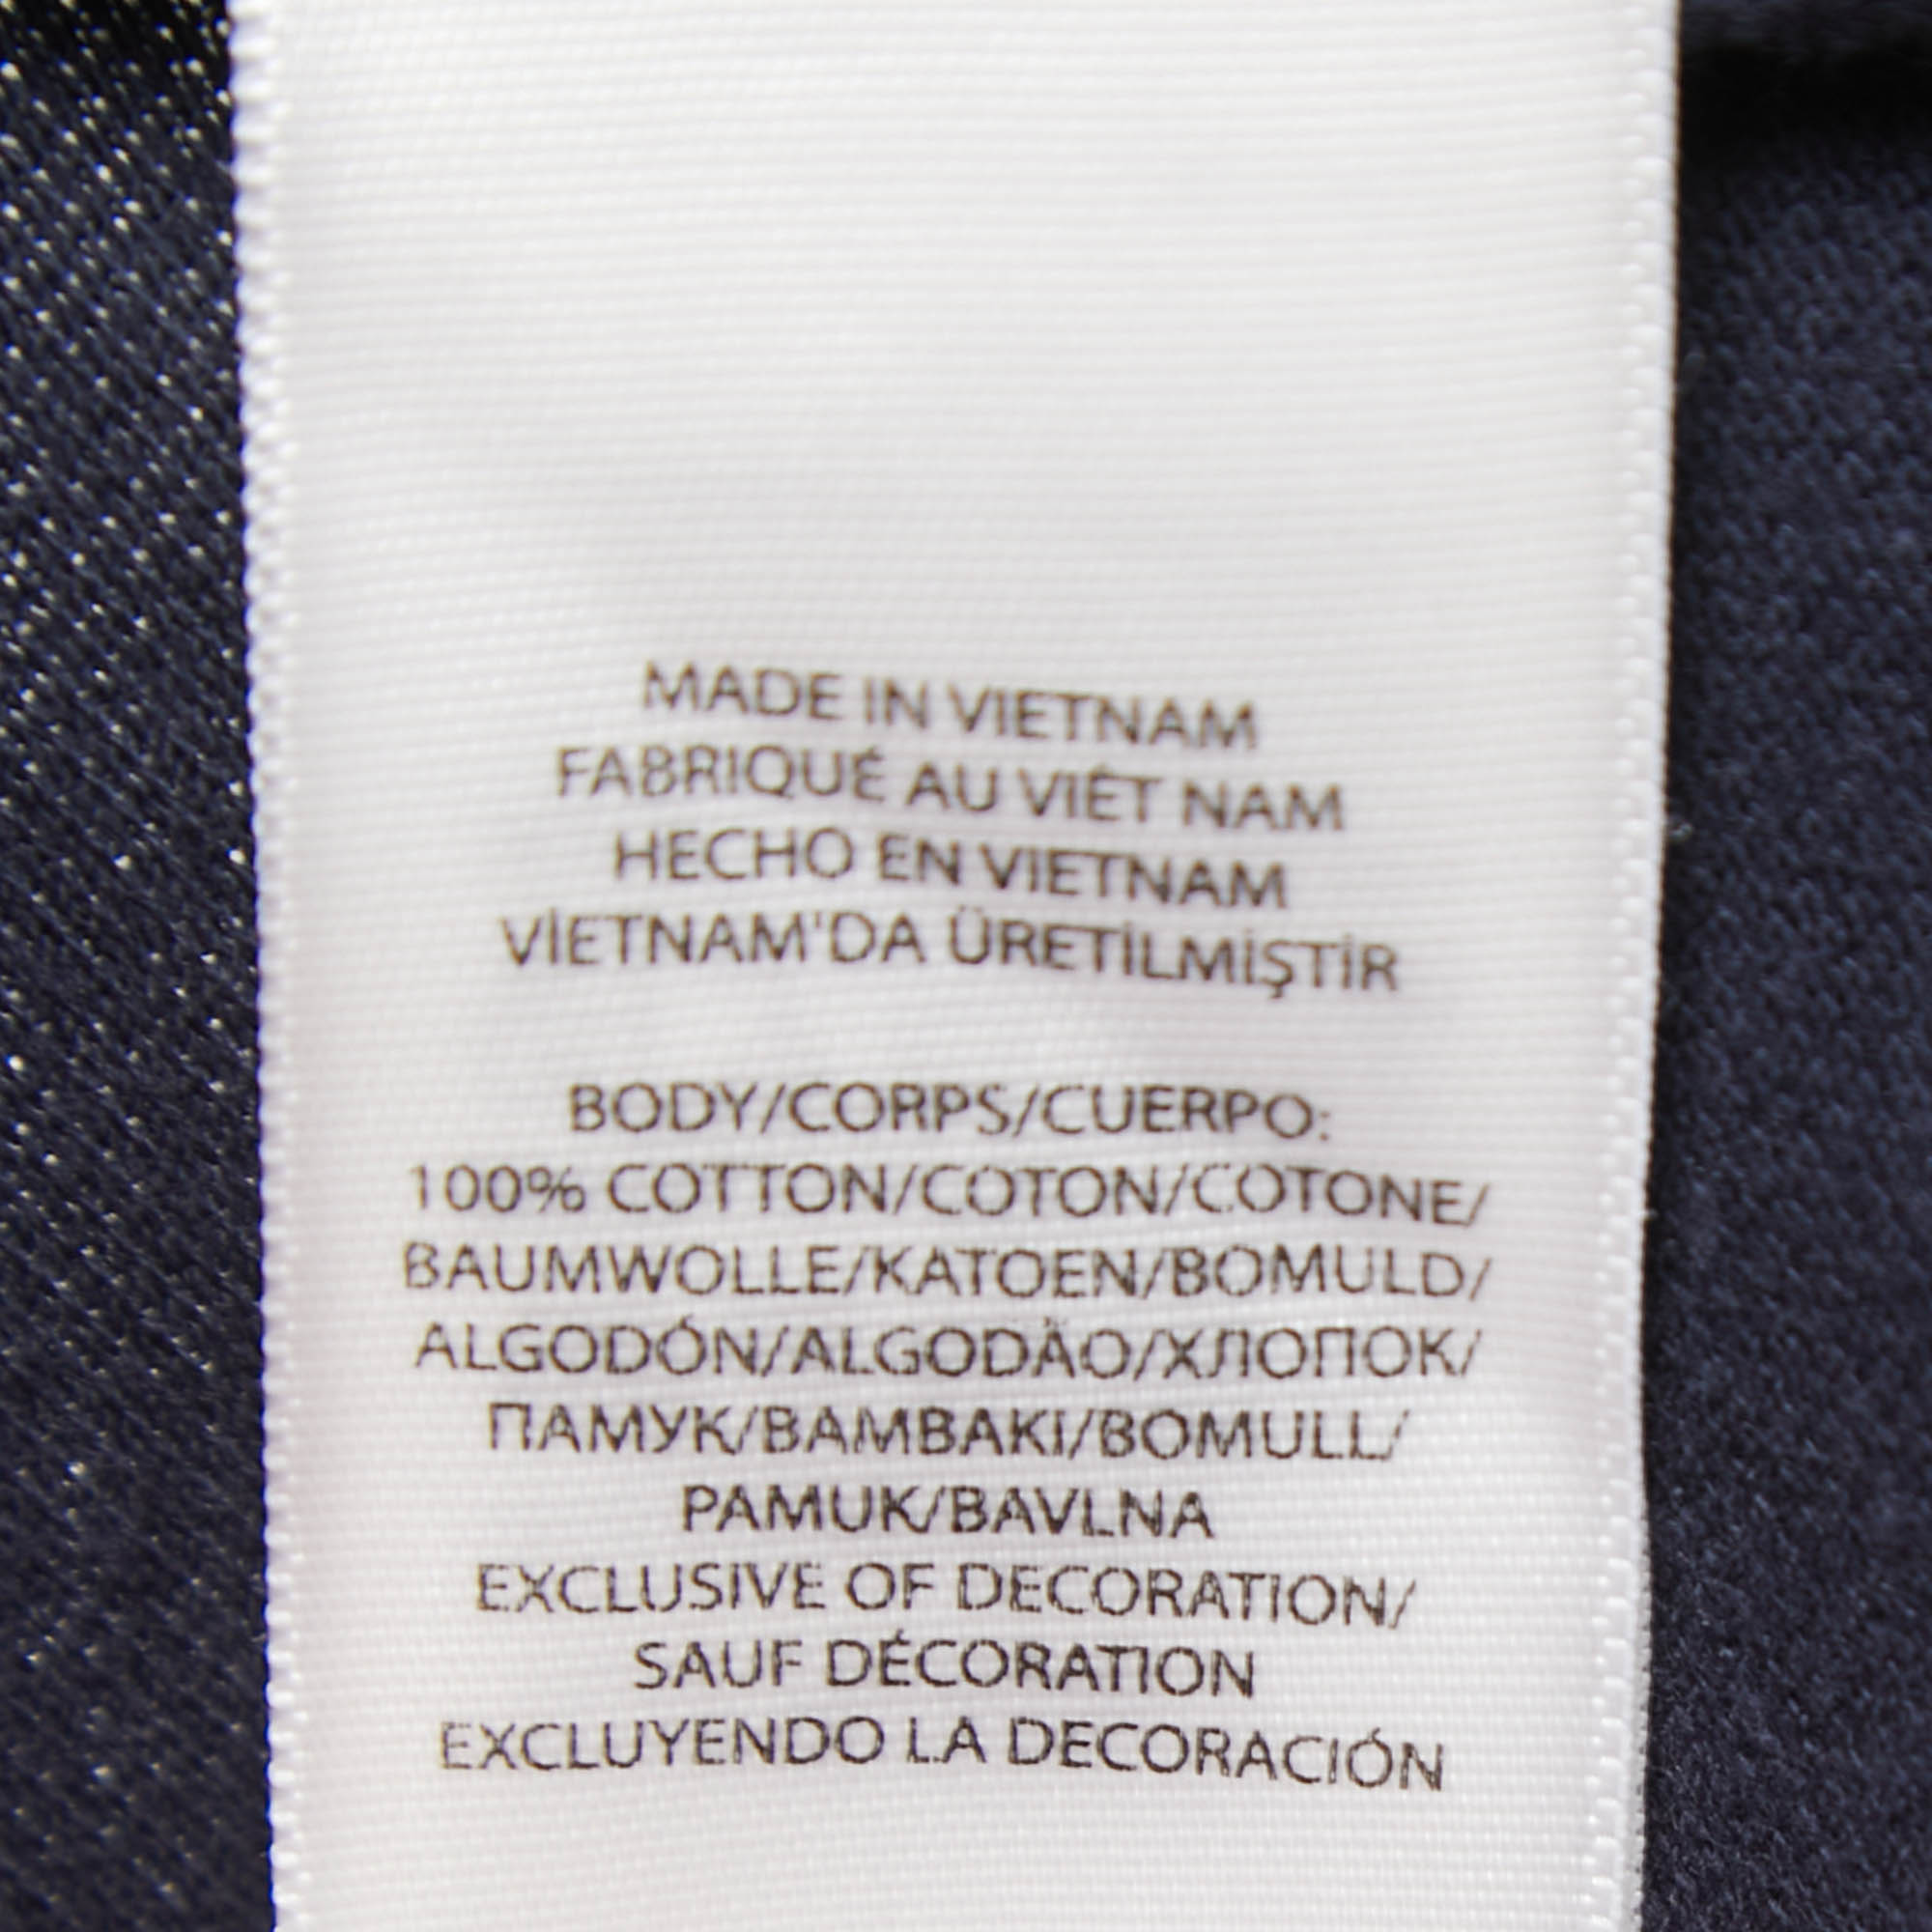 MADE IN VIETNAM
FABRIQUÉ AU VIÊT NAM
HECHO EN VIETNAM
VİETNAM'DA ÜRETİLMİŞTİR
BODY/CORPS/CUERPO:
100% COTTON/COTON/COTONE/
BAUMWOLLE/KATOEN/BOMULD/
ALGODÓN/ALGODÃO/ХЛОПОК/
ПАМУК/ΒΑΜΒΑΚΙ/BOMULL/
PAMUK/BAVLNA
EXCLUSIVE OF DECORATION/
SAUF DÉCORATION
EXCLUYENDO LA DECORACIÓN